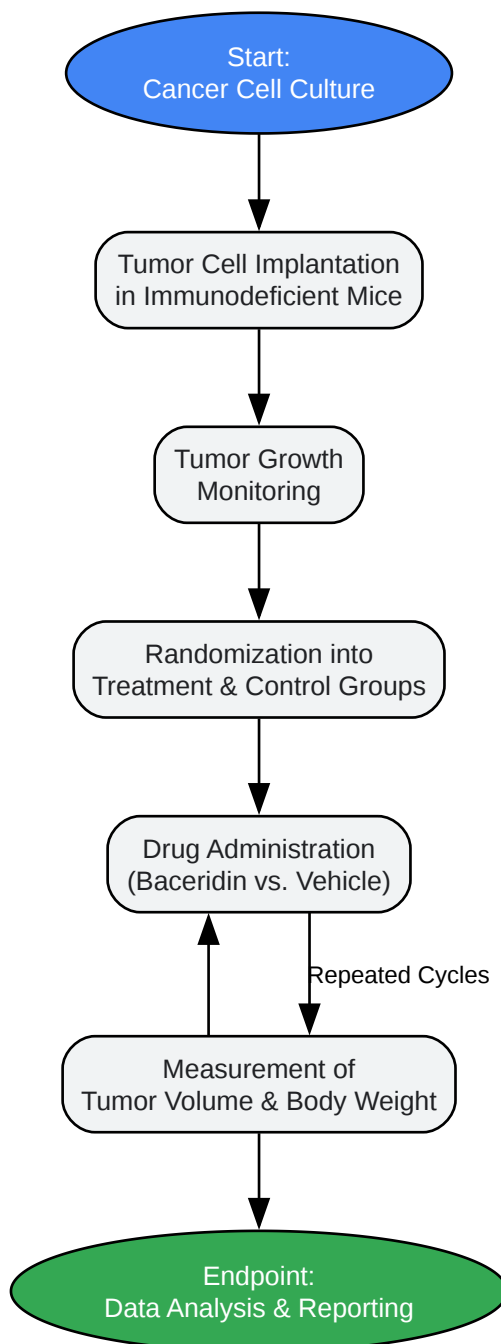 Start:
Cancer Cell Culture
Tumor Cell Implantation
in Immunodeficient Mice
Tumor Growth
Monitoring
Randomization into
Treatment & Control Groups
Drug Administration
(Baceridin vs. Vehicle)
Repeated Cycles
Measurement of
Tumor Volume & Body Weight
Endpoint:
Data Analysis & Reporting